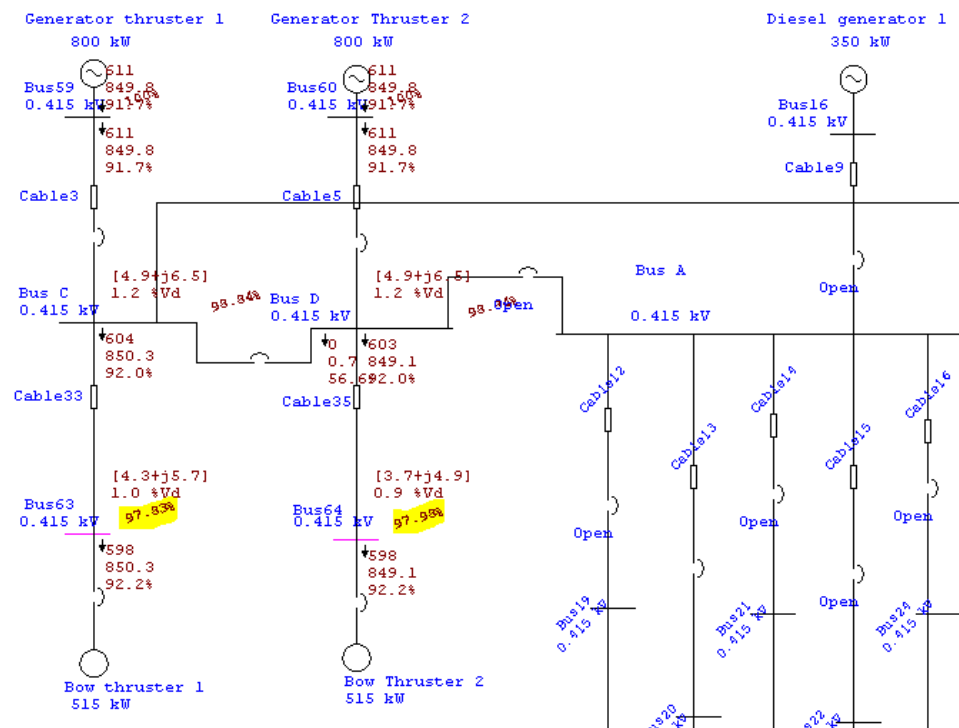 Generator thruster 1
800 kW
Generator Thruster 2
800 kW
Diesel generator 1
350 kW
611
849.8
91.7%
100%
Bus59
0.415 kV
611
849.8
91.7%
100%
Bus60
0.415 kV
Bus16
0.415 kV
611
849.8
91.7%
611
849.8
91.7%
Cable3
Cable5
Cable9
[4.9+j6.5]
1.2 %Vd
98.84%
[4.9+j6.5]
1.2 %Vd
Open
Open
Bus C
0.415 kV
Bus D
0.415 kV
Bus A
0.415 kV
604
850.3
92.0%
0
0.7
603
849.1
92.0%
Cable33
Cable35
Cable12
Cable13
Cable14
Cable15
Cable16
[4.3+j5.7]
1.0 %Vd
97.83%
[3.7+j4.9]
0.9 %Vd
Bus63
0.415 kV
Bus64
0.415 kV
598
850.3
92.2%
598
849.1
92.2%
Open
Open
Open
Open
Bus19
0.415 kV
Bus21
0.415 kV
Bus24
0.415 kV
Bow thruster 1
515 kW
Bow Thruster 2
515 kW